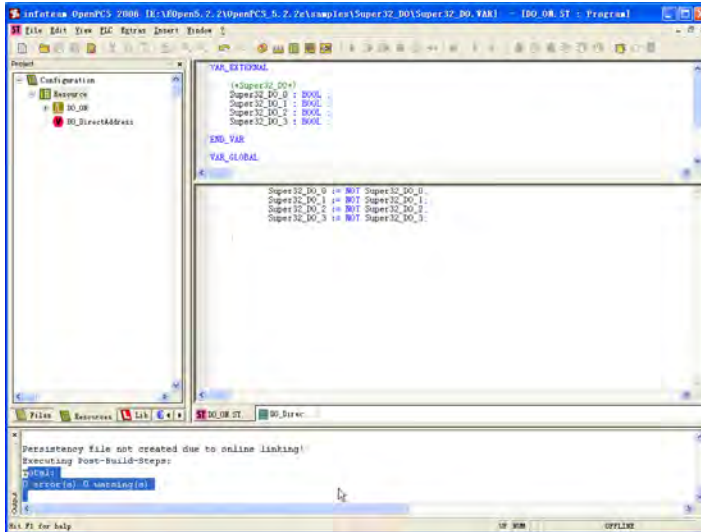 infoteam OpenPCS 2006 [E:\EOpen5.2.2\OpenPCS_5.2.2e\samples\Super32_DO\Super32_DO.VAR] - [DO_ON.ST : Program]
File Edit View PLC Extras Insert Window ?
Project
Configuration
Resource
DO_ON
DO_DirectAddress
VAR_EXTERNAL
(*Super32_DO*)
Super32_DO_0 : BOOL ;
Super32_DO_1 : BOOL ;
Super32_DO_2 : BOOL ;
Super32_DO_3 : BOOL ;
END_VAR
VAR_GLOBAL
Super32_DO_0 := NOT Super32_DO_0;
Super32_DO_1 := NOT Super32_DO_1;
Super32_DO_2 := NOT Super32_DO_2;
Super32_DO_3 := NOT Super32_DO_3;
Files Resources Lib
ST DO_ON.ST DO_Direc
Persistency file not created due to online linking!
Executing Post-Build-Steps:
Total:
0 error(s) 0 warning(s)
Hit F1 for help NUM OFFLINE